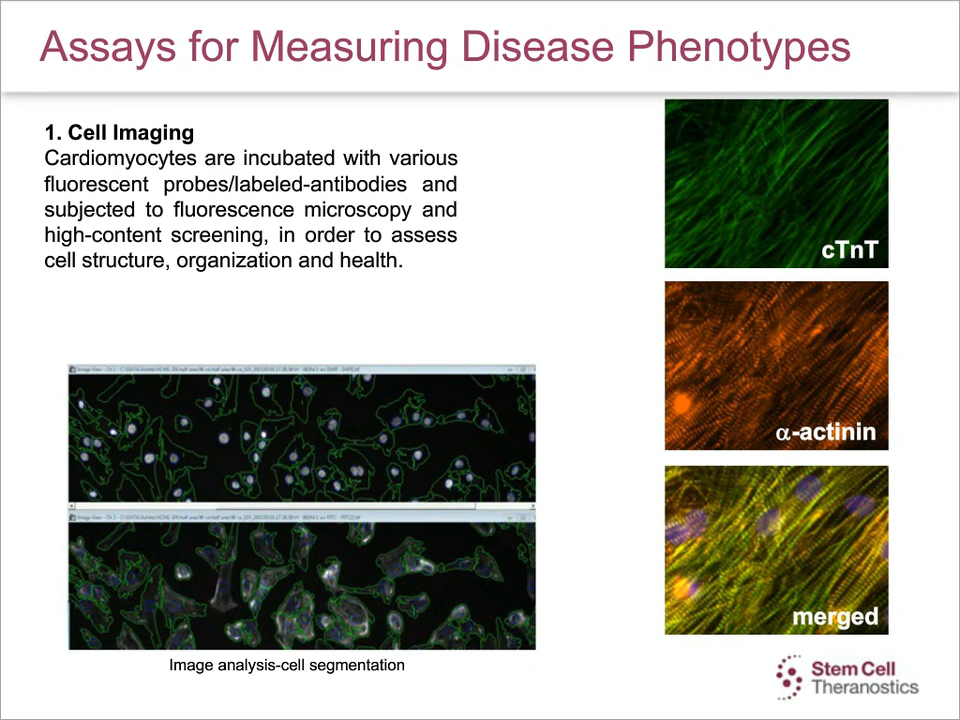 Assays for Measuring Disease Phenotypes
1. Cell Imaging
Cardiomyocytes are incubated with various
fluorescent probes/labeled-antibodies and
subjected to fluorescence microscopy and
high-content screening, in order to assess
cell structure, organization and health.
cTnT
α-actinin
merged
Image analysis-cell segmentation
Stem Cell
Theranostics